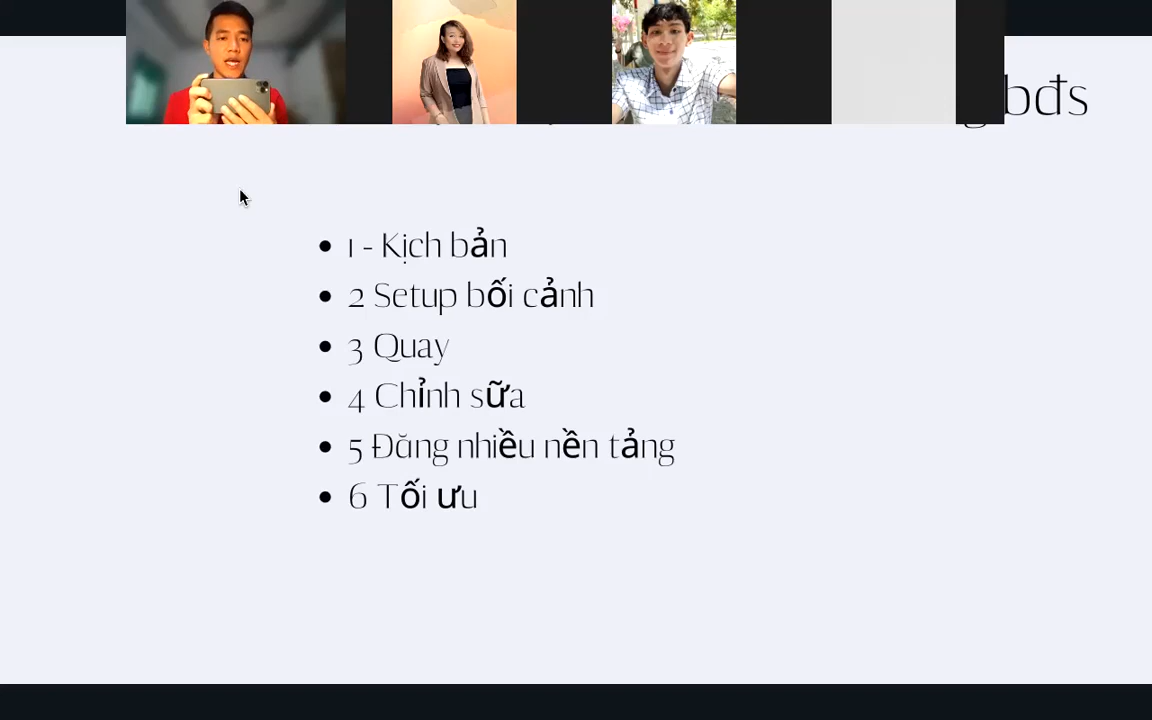 bđs
1 - Kịch bản
2 Setup bối cảnh
3 Quay
4 Chỉnh sữa
5 Đăng nhiều nền tảng
6 Tối ưu